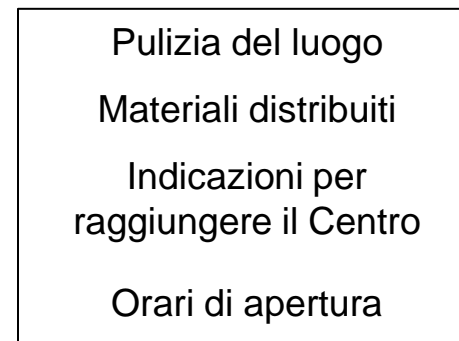 Pulizia del luogo
Materiali distribuiti
Indicazioni per
raggiungere il Centro
Orari di apertura